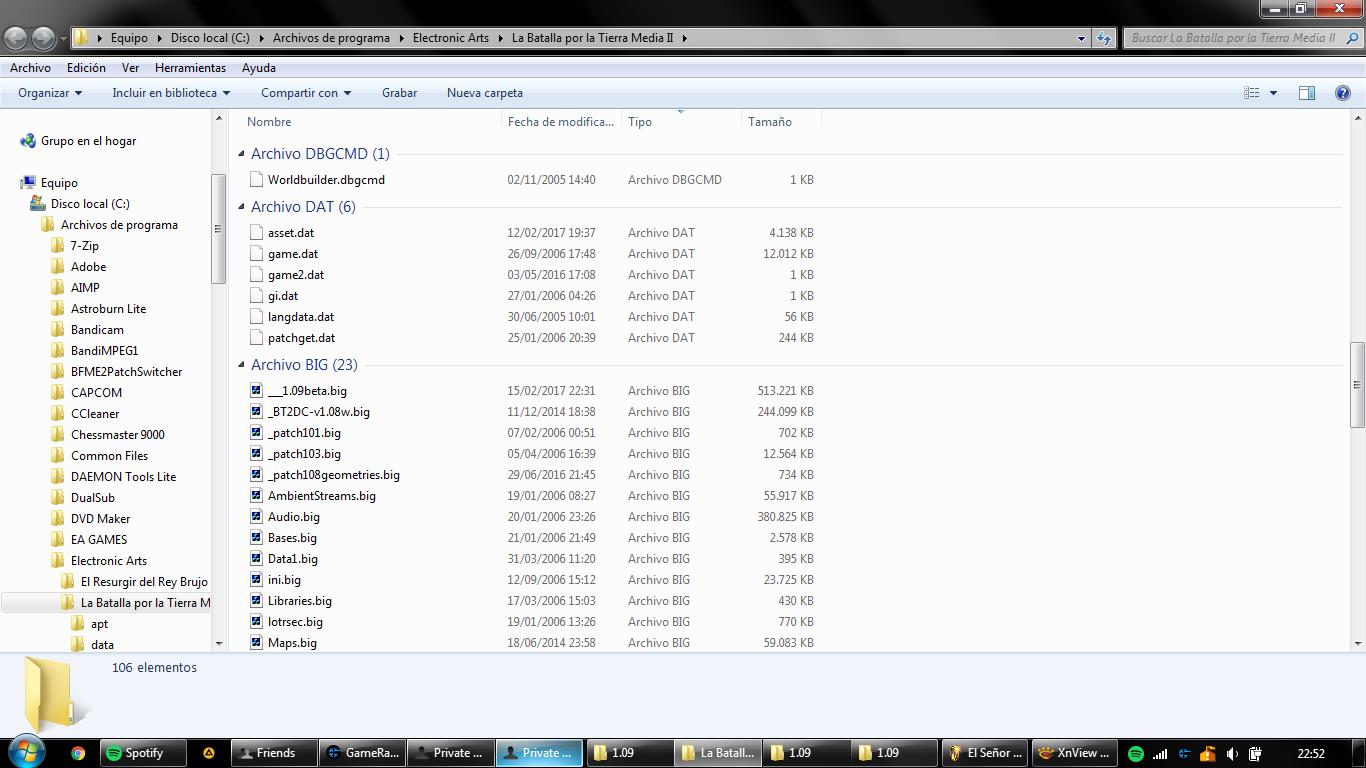 Equipo ▸ Disco local (C:) ▸ Archivos de programa ▸ Electronic Arts ▸ La Batalla por la Tierra Media II ▸
Buscar La Batalla por la Tierra Media II
Archivo Edición Ver Herramientas Ayuda
Organizar Incluir en biblioteca Compartir con Grabar Nueva carpeta
Grupo en el hogar
Equipo
Disco local (C:)
Archivos de programa
7-Zip
Adobe
AIMP
Astroburn Lite
Bandicam
BandiMPEG1
BFME2PatchSwitcher
CAPCOM
CCleaner
Chessmaster 9000
Common Files
DAEMON Tools Lite
DualSub
DVD Maker
EA GAMES
Electronic Arts
El Resurgir del Rey Brujo
La Batalla por la Tierra M
apt
data
Nombre Fecha de modifica... Tipo Tamaño
Archivo DBGCMD (1)
Worldbuilder.dbgcmd 02/11/2005 14:40 Archivo DBGCMD 1 KB
Archivo DAT (6)
asset.dat 12/02/2017 19:37 Archivo DAT 4.138 KB
game.dat 26/09/2006 17:48 Archivo DAT 12.012 KB
game2.dat 03/05/2016 17:08 Archivo DAT 1 KB
gi.dat 27/01/2006 04:26 Archivo DAT 1 KB
langdata.dat 30/06/2005 10:01 Archivo DAT 56 KB
patchget.dat 25/01/2006 20:39 Archivo DAT 244 KB
Archivo BIG (23)
___1.09beta.big 15/02/2017 22:31 Archivo BIG 513.221 KB
_BT2DC-v1.08w.big 11/12/2014 18:38 Archivo BIG 244.099 KB
_patch101.big 07/02/2006 00:51 Archivo BIG 702 KB
_patch103.big 05/04/2006 16:39 Archivo BIG 12.564 KB
_patch108geometries.big 29/06/2016 21:45 Archivo BIG 734 KB
AmbientStreams.big 19/01/2006 08:27 Archivo BIG 55.917 KB
Audio.big 20/01/2006 23:26 Archivo BIG 380.825 KB
Bases.big 21/01/2006 21:49 Archivo BIG 2.578 KB
Data1.big 31/03/2006 11:20 Archivo BIG 395 KB
ini.big 12/09/2006 15:12 Archivo BIG 23.725 KB
Libraries.big 17/03/2006 15:03 Archivo BIG 430 KB
lotrsec.big 19/01/2006 13:26 Archivo BIG 770 KB
Maps.big 18/06/2014 23:58 Archivo BIG 59.083 KB
106 elementos
Spotify Friends GameRa... Private ... Private ... 1.09 La Batall... 1.09 1.09 El Señor ... XnView ... 22:52